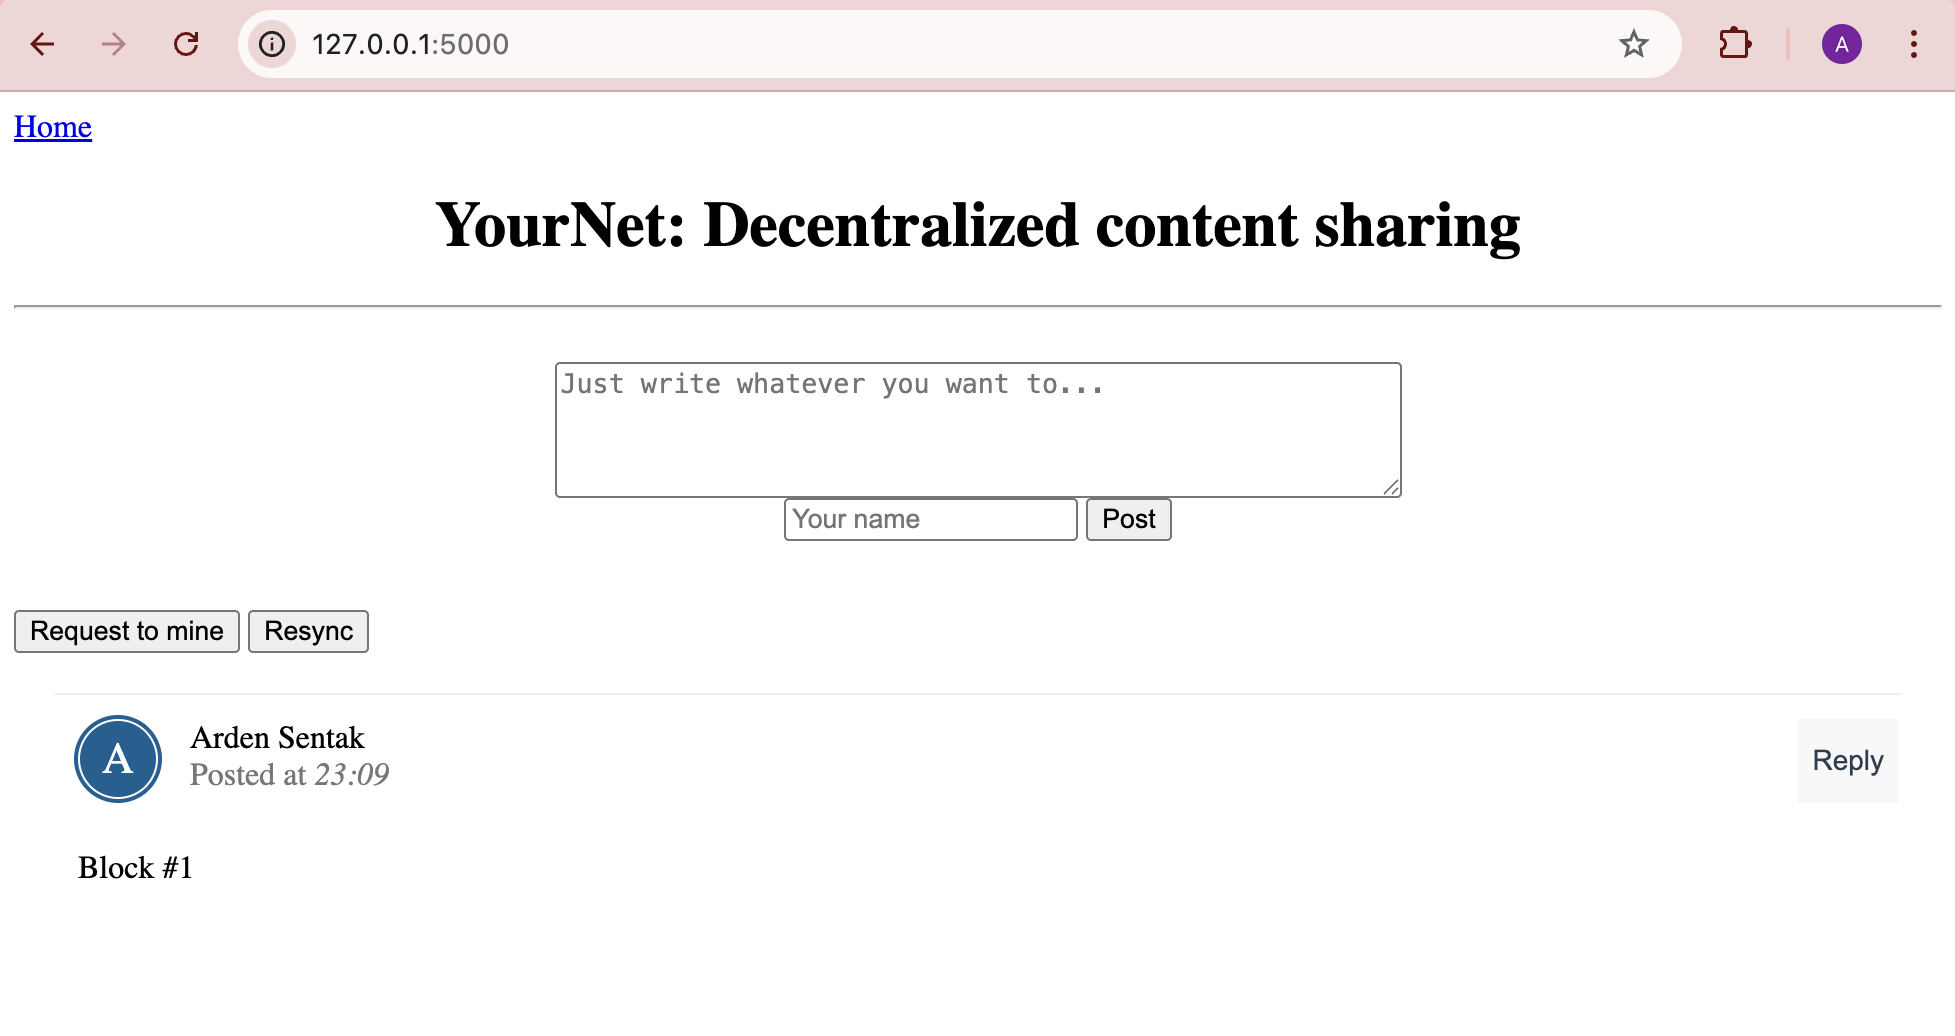 127.0.0.1:5000
A
Home
YourNet: Decentralized content sharing
Just write whatever you want to...
Your name
Post
Request to mine
Resync
A
Arden Sentak
Posted at 23:09
Reply
Block #1